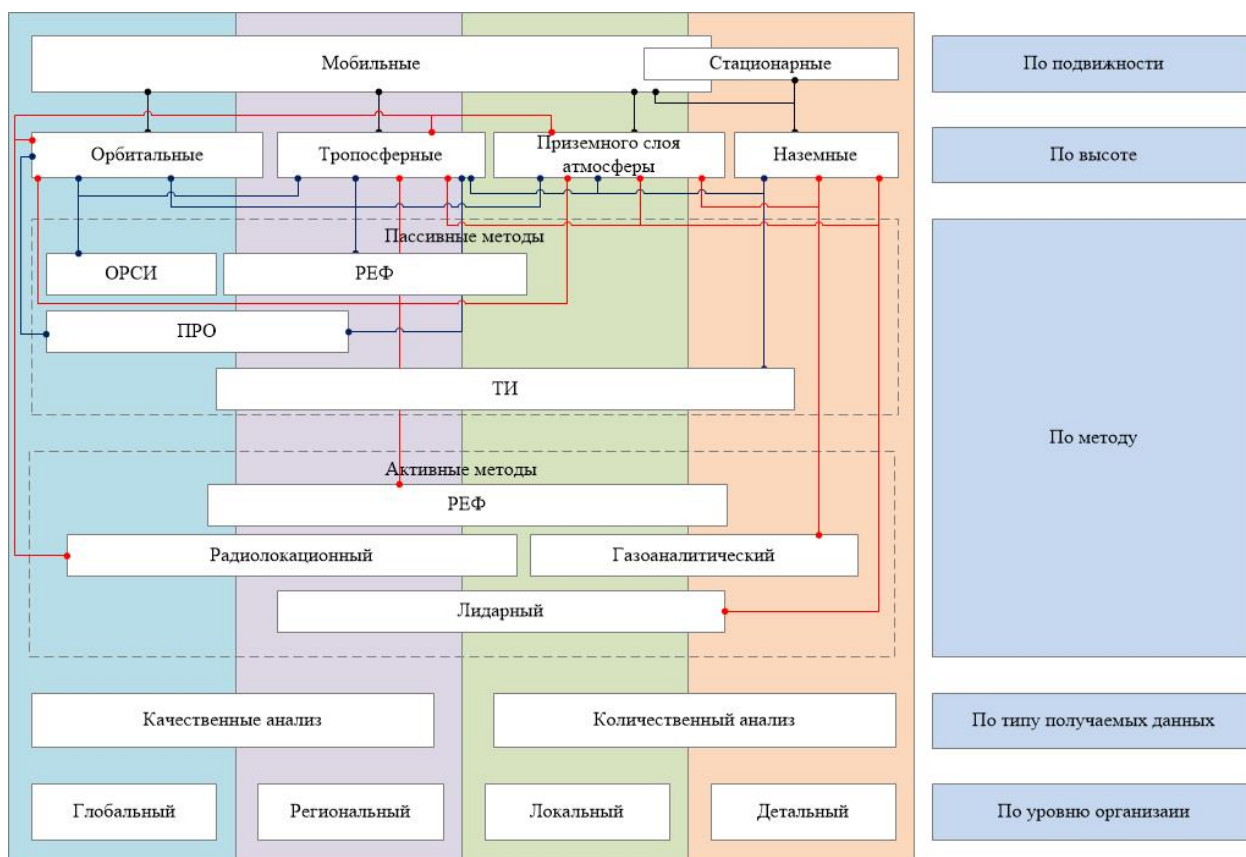 Мобильные
Стационарные
По подвижности
Орбитальные
Тропосферные
Приземного слоя
атмосферы
Наземные
По высоте
Пассивные методы
ОРСИ
РЕФ
ПРО
ТИ
По методу
Активные методы
РЕФ
Радиолокационный
Газоаналитический
Лидарный
Качественные анализ
Количественный анализ
По типу получаемых данных
Глобальный
Региональный
Локальный
Детальный
По уровню организаии